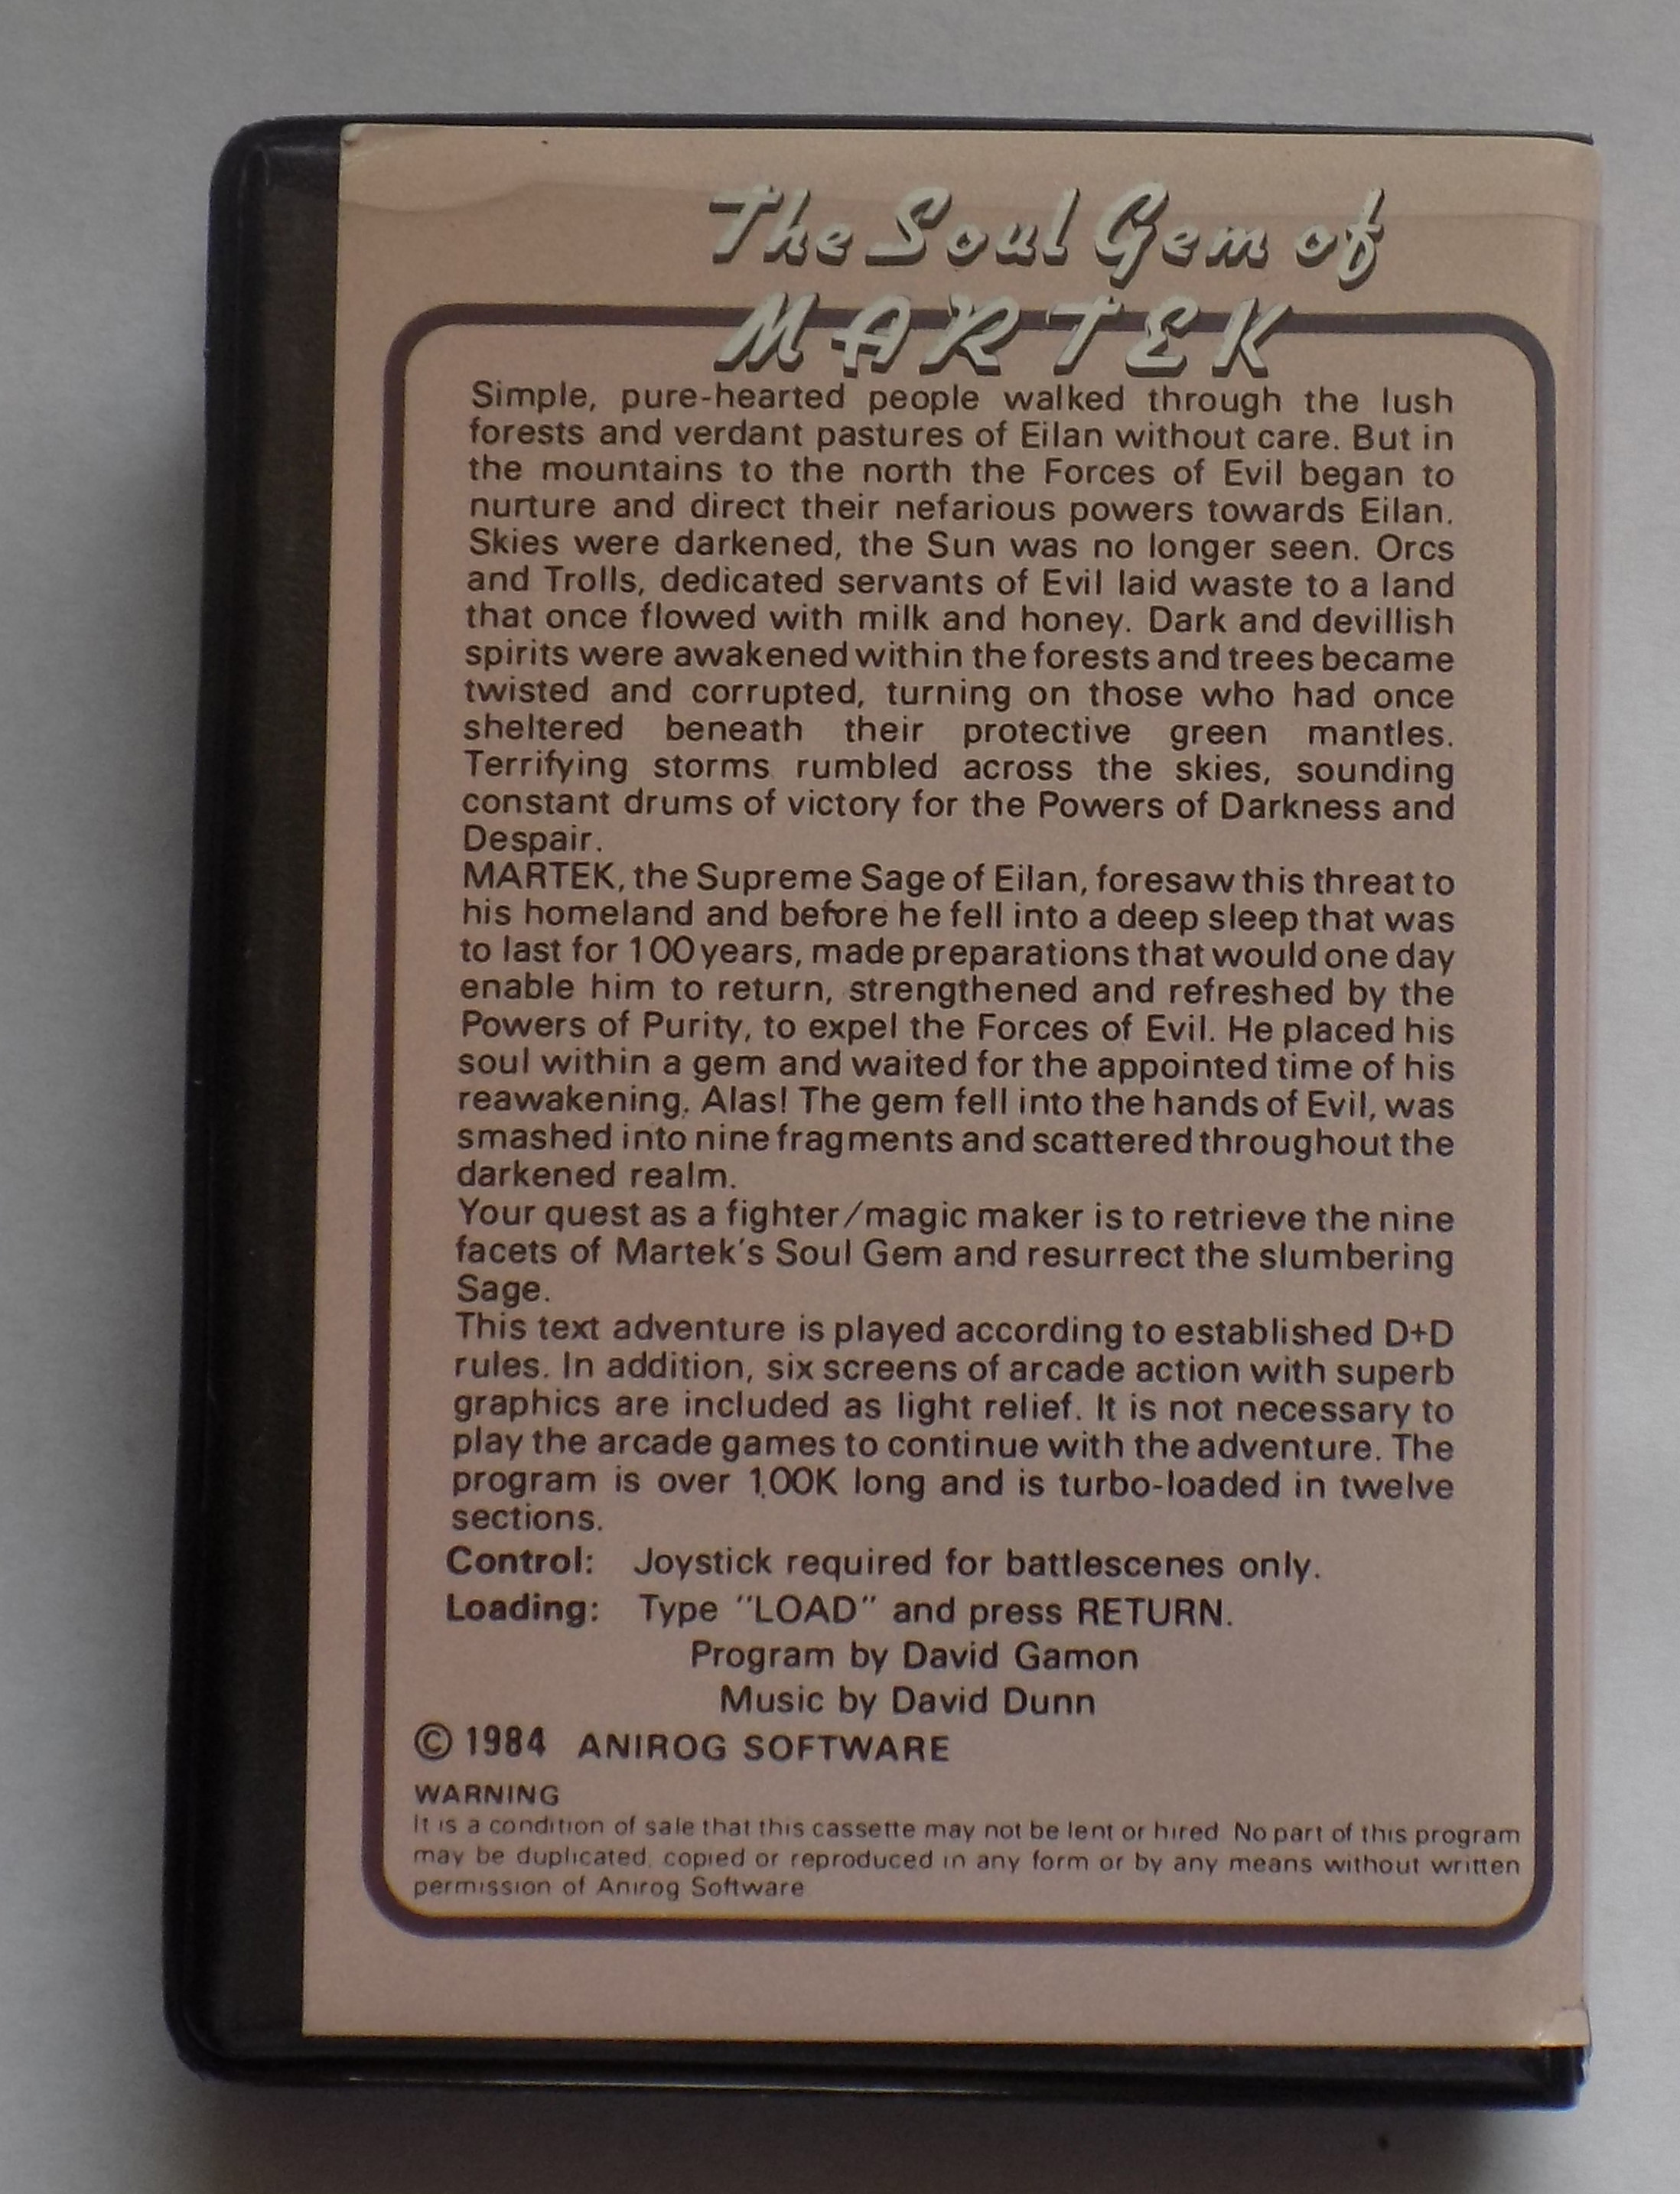 The Soul Gem of
MARTEK
Simple, pure-hearted people walked through the lush
forests and verdant pastures of Eilan without care. But in
the mountains to the north the Forces of Evil began to
nurture and direct their nefarious powers towards Eilan.
Skies were darkened, the Sun was no longer seen. Orcs
and Trolls, dedicated servants of Evil laid waste to a land
that once flowed with milk and honey. Dark and devillish
spirits were awakened within the forests and trees became
twisted and corrupted, turning on those who had once
sheltered beneath their protective green mantles.
Terrifying storms rumbled across the skies, sounding
constant drums of victory for the Powers of Darkness and
Despair.
MARTEK, the Supreme Sage of Eilan, foresaw this threat to
his homeland and before he fell into a deep sleep that was
to last for 100 years, made preparations that would one day
enable him to return, strengthened and refreshed by the
Powers of Purity, to expel the Forces of Evil. He placed his
soul within a gem and waited for the appointed time of his
reawakening. Alas! The gem fell into the hands of Evil, was
smashed into nine fragments and scattered throughout the
darkened realm.
Your quest as a fighter/magic maker is to retrieve the nine
facets of Martek's Soul Gem and resurrect the slumbering
Sage.
This text adventure is played according to established D+D
rules. In addition, six screens of arcade action with superb
graphics are included as light relief. It is not necessary to
play the arcade games to continue with the adventure. The
program is over 100K long and is turbo-loaded in twelve
sections.
Control: Joystick required for battlescenes only.
Loading: Type "LOAD" and press RETURN.
Program by David Gamon
Music by David Dunn
© 1984 ANIROG SOFTWARE
WARNING
It is a condition of sale that this cassette may not be lent or hired. No part of this program
may be duplicated, copied or reproduced in any form or by any means without written
permission of Anirog Software